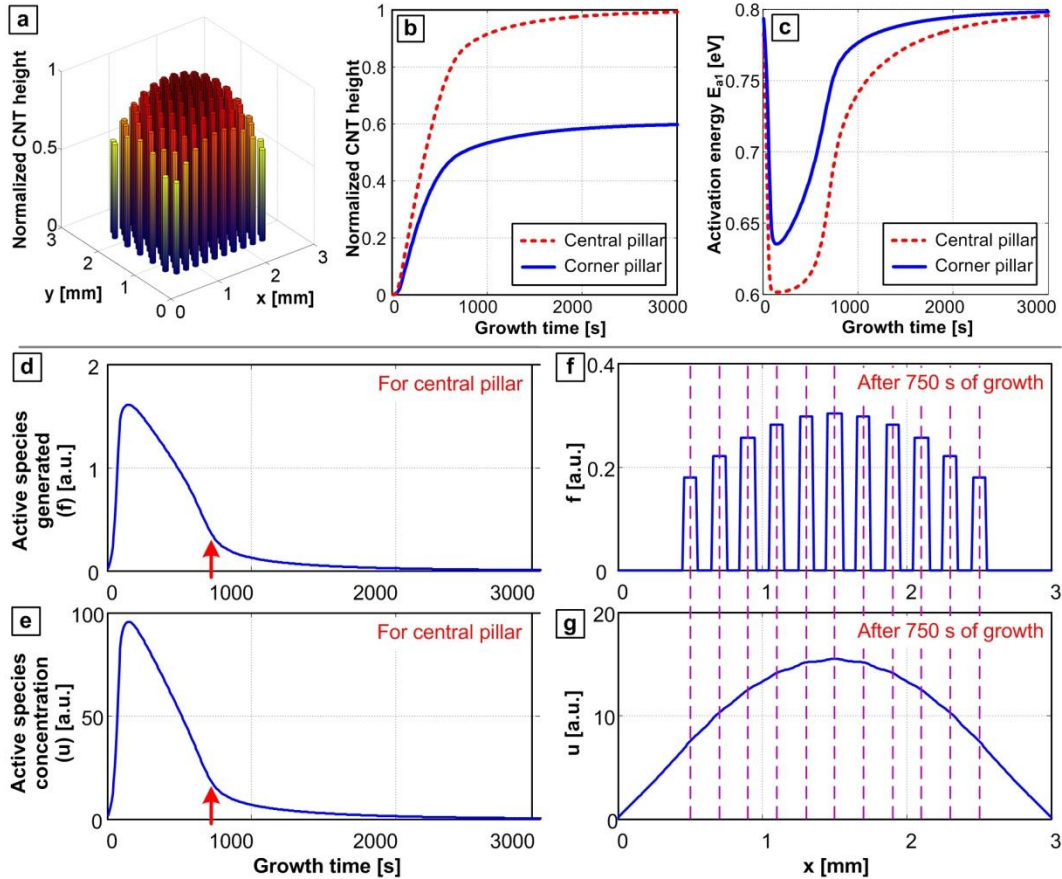 a
Normalized CNT height
1
0.5
0
3
2
1
0
y [mm]
0
1
2
3
x [mm]
b
Normalized CNT height
1
0.8
0.6
0.4
0.2
0
0
1000
2000
3000
Growth time [s]
Central pillar
Corner pillar
c
Activation energy Ea1 [eV]
0.8
0.75
0.7
0.65
0.6
0
1000
2000
3000
Growth time [s]
Central pillar
Corner pillar
d
For central pillar
Active species
generated
(f) [a.u.]
2
1
0
0
1000
2000
3000
e
For central pillar
Active species
concentration
(u) [a.u.]
100
50
0
0
1000
2000
3000
Growth time [s]
f
After 750 s of growth
f [a.u.]
0.4
0.2
0
0
1
2
3
g
After 750 s of growth
u [a.u.]
20
10
0
0
1
2
3
x [mm]